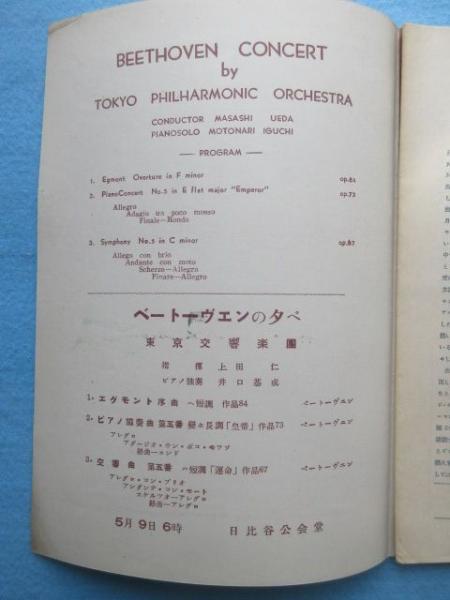 BEETHOVEN CONCERT
by
TOKYO PHILHARMONIC ORCHESTRA
CONDUCTOR MASASHI UEDA
PIANOSOLO MOTONARI IGUCHI
— PROGRAM —
1. Egmont Overture in F minor op.84
2. PianoConcert No.5 in E flat major "Emperor" op.73
Allegro
Adagio un poco mosso
Finale—Rondo
3. Symphony No.5 in C minor op.67
Allego con brio
Andante con moto
Scherzo—Allegro
Finare—Allegro
ベートーヴエンの夕べ
東京交響楽團
指揮 上田仁
ピアノ独奏 井口基成
1・エグモント序曲 ヘ短調 作品84 ベートーヴエン
2・ピアノ協奏曲 第五番 変ホ長調「皇帝」作品73 ベートーヴエン
アレグロ
アダージオ・ウン・ポコ・モツソ
終曲—ロンド
3・交響曲 第五番 ハ短調「運命」作品67 ベートーヴエン
アレグロ・コン・ブリオ
アンダンテ・コン・モート
スケルツオ—アレグロ
終曲—アレグロ
5月9日6時 日比谷公会堂